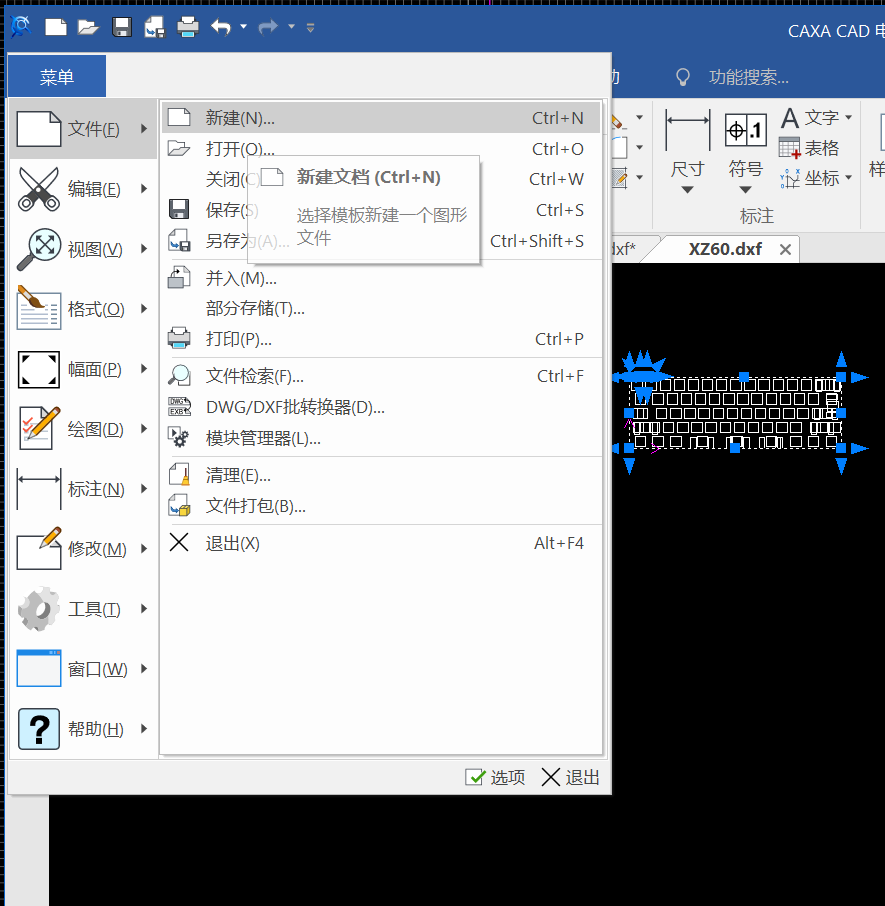 CAXA CAD 电
菜单
功能搜索...
文件(F)
编辑(E)
视图(V)
格式(O)
幅面(P)
绘图(D)
标注(N)
修改(M)
工具(T)
窗口(W)
帮助(H)
新建(N)... Ctrl+N
打开(O)... Ctrl+O
关闭(C) Ctrl+W
保存(S) Ctrl+S
另存为(A)... Ctrl+Shift+S
新建文档 (Ctrl+N)
选择模板新建一个图形
文件
并入(M)...
部分存储(T)...
打印(P)... Ctrl+P
文件检索(F)... Ctrl+F
DWG/DXF批转换器(D)...
模块管理器(L)...
清理(E)...
文件打包(B)...
退出(X) Alt+F4
选项 退出
尺寸
符号
.1
A 文字
表格
坐标
标注
dxf*
XZ60.dxf